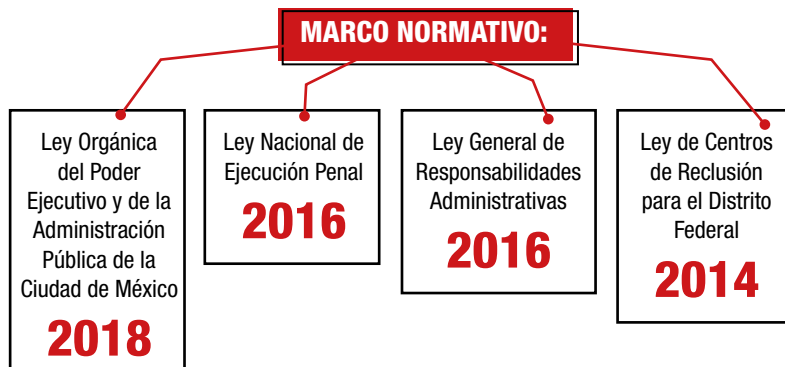 MARCO NORMATIVO:
Ley Orgánica
del Poder
Ejecutivo y de la
Administración
Pública de la
Ciudad de México
2018
Ley Nacional de
Ejecución Penal
2016
Ley General de
Responsabilidades
Administrativas
2016
Ley de Centros
de Reclusión
para el Distrito
Federal
2014